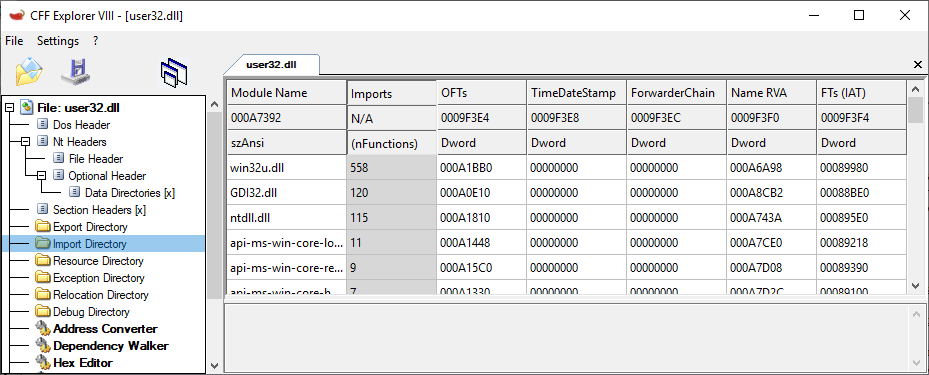 CFF Explorer VIII - [user32.dll]
File Settings ?
user32.dll
File: user32.dll
Dos Header
Nt Headers
File Header
Optional Header
Data Directories [x]
Section Headers [x]
Export Directory
Import Directory
Resource Directory
Exception Directory
Relocation Directory
Debug Directory
Address Converter
Dependency Walker
Hex Editor
Module Name Imports OFTs TimeDateStamp ForwarderChain Name RVA FTs (IAT)
000A7392 N/A 0009F3E4 0009F3E8 0009F3EC 0009F3F0 0009F3F4
szAnsi (nFunctions) Dword Dword Dword Dword Dword
win32u.dll 558 000A1BB0 00000000 00000000 000A6A98 00089980
GDI32.dll 120 000A0E10 00000000 00000000 000A8CB2 00088BE0
ntdll.dll 115 000A1810 00000000 00000000 000A743A 000895E0
api-ms-win-core-lo... 11 000A1448 00000000 00000000 000A7CE0 00089218
api-ms-win-core-re... 9 000A15C0 00000000 00000000 000A7D08 00089390
api-ms-win-core-h... 7 000A1330 00000000 00000000 000A7D2C 00089100